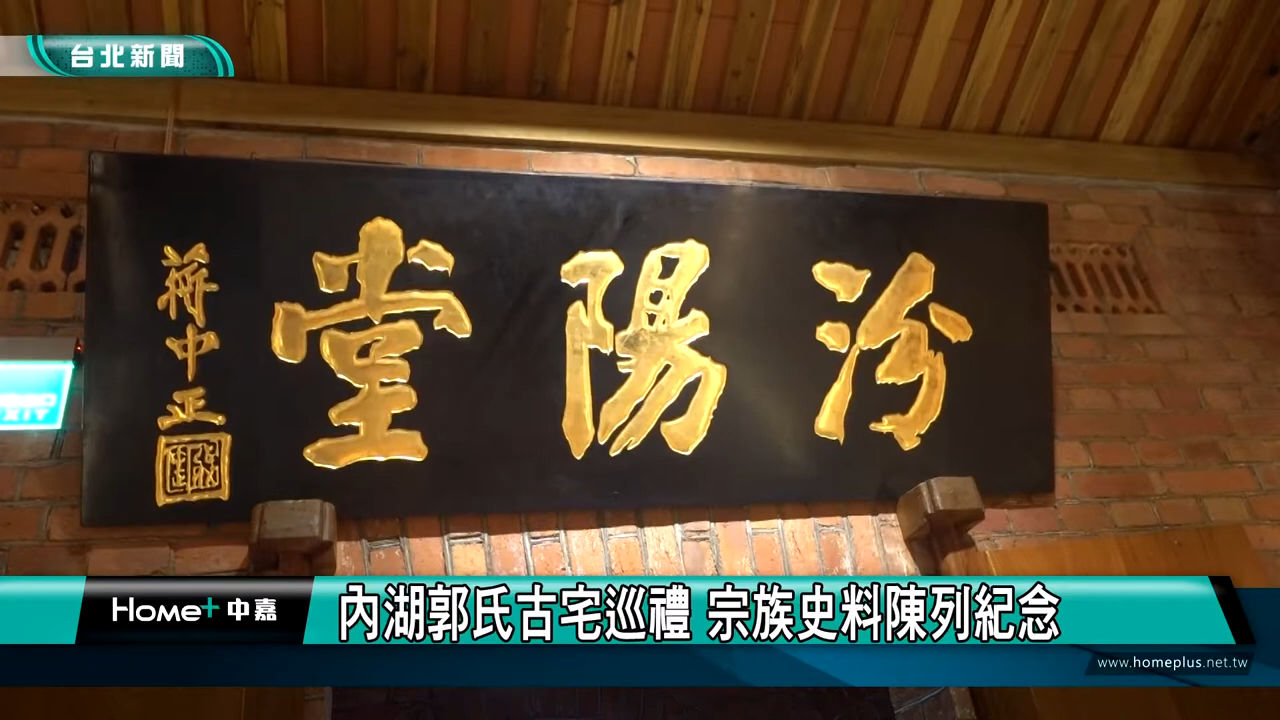 台北新聞
汾陽堂
蔣中正
EXIT
Home+中嘉
內湖郭氏古宅巡禮 宗族史料陳列紀念
www.homeplus.net.tw